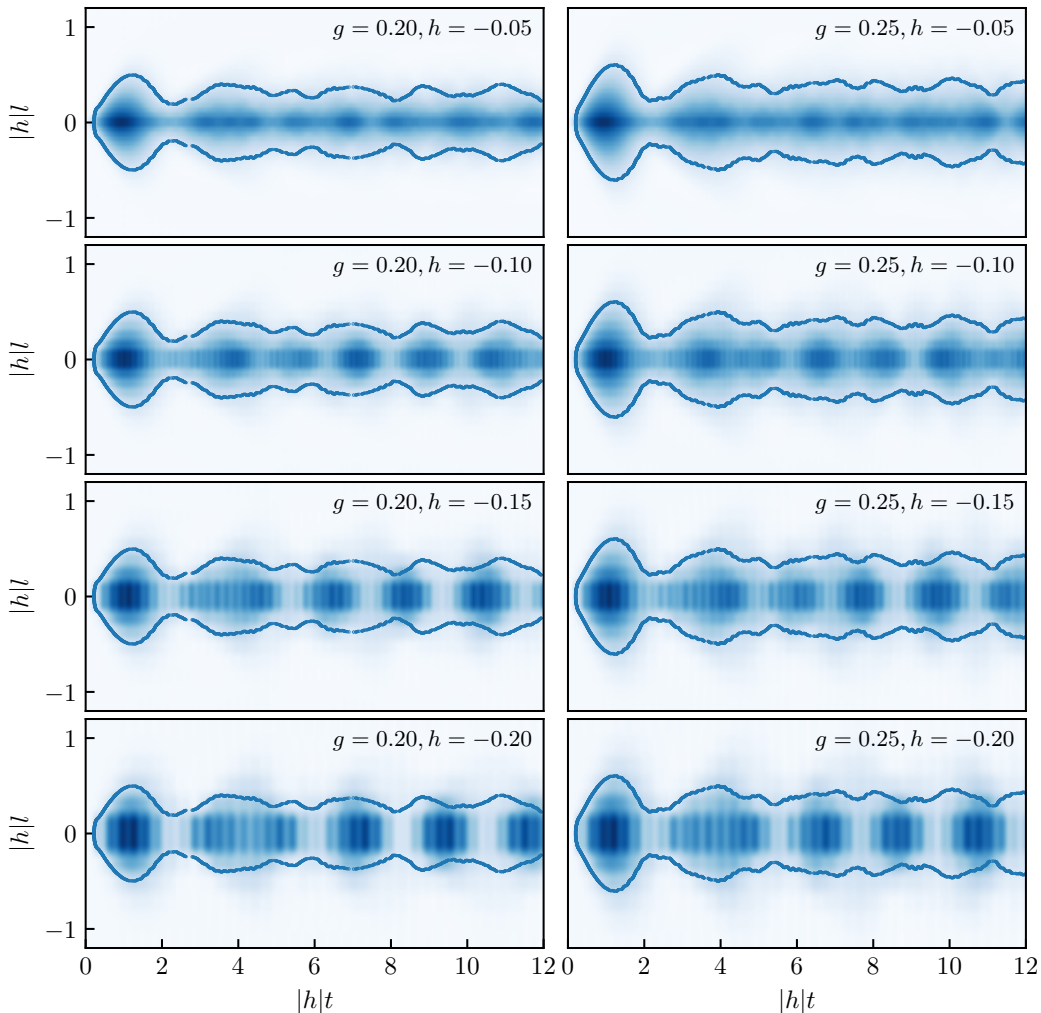 g = 0.20, h = −0.05
g = 0.25, h = −0.05
1
0
−1
|h|l
g = 0.20, h = −0.10
g = 0.25, h = −0.10
1
0
−1
|h|l
g = 0.20, h = −0.15
g = 0.25, h = −0.15
1
0
−1
|h|l
g = 0.20, h = −0.20
g = 0.25, h = −0.20
1
0
−1
|h|l
0 2 4 6 8 10 12
0 2 4 6 8 10 12
|h|t
|h|t